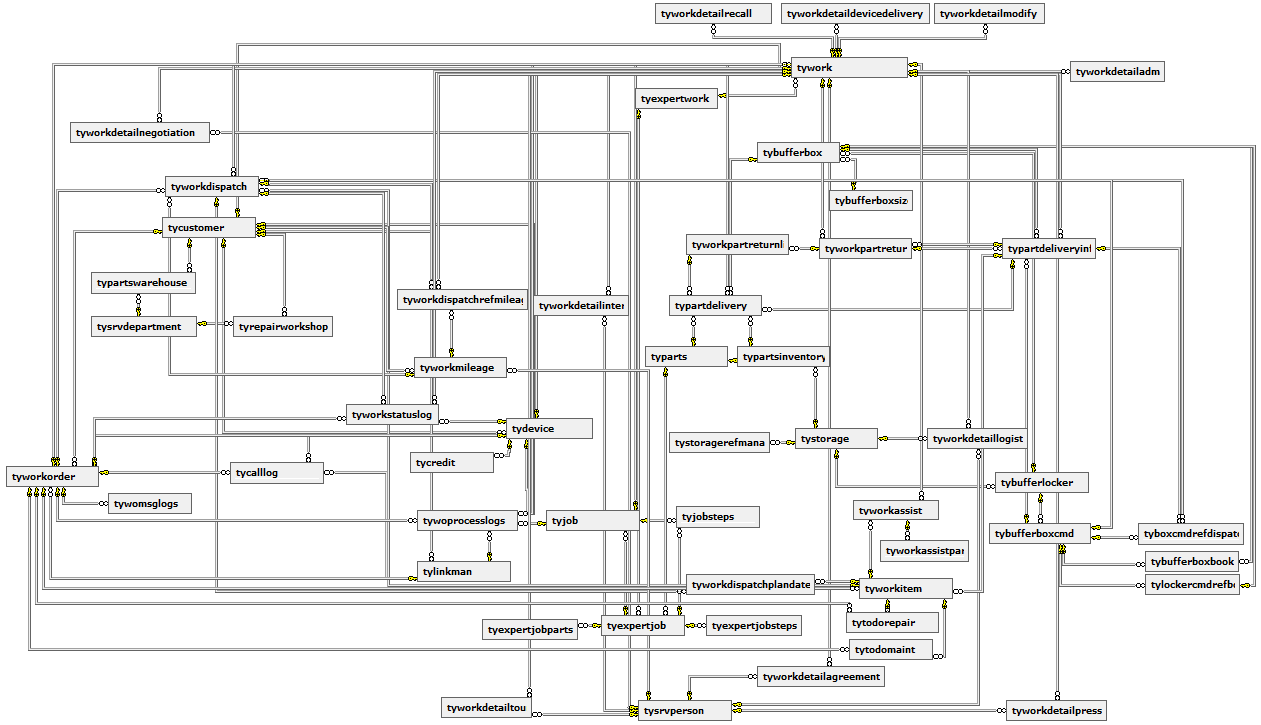 tyworkdetailrecall
tyworkdetaildevicedelivery
tyworkdetailmodify
tywork
tyworkdetailadm
tyexpertwork
tyworkdetailnegotiation
tybufferbox
tyworkdispatch
tybufferboxsiz
tycustomer
tyworkpartreturnl
tyworkpartretur
typartdeliveryinf
typartswarehouse
tyworkdispatchrefmileag
tyworkdetailinter
typartdelivery
tysrvdepartment
tyrepairworkshop
typarts
typartsinventory
tyworkmileage
tyworkstatuslog
tydevice
tystoragerefmana
tystorage
tyworkdetaillogist
tycredit
tyworkorder
tycalllog
tybufferlocker
tywomsglogs
tyworkassist
tywoprocesslogs
tyjob
tyjobsteps
tybufferboxcmd
tyboxcmdrefdispatc
tyworkassistpar
tybufferboxbook
tylinkman
tyworkdispatchplandate
tyworkitem
tylockercmdrefb
tytodorepair
tyexpertjobparts
tyexpertjob
tyexpertjobsteps
tytodomaint
tyworkdetailagreement
tyworkdetailtou
tysrvperson
tyworkdetailpress